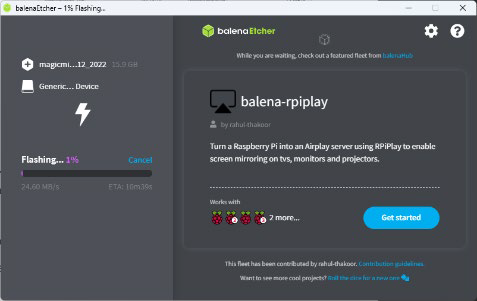 balenaEtcher – 1% Flashing...
balenaEtcher
While you are waiting, check out a featured fleet from balenaHub
magicmi...12_2022 15.9 GB
Generic... Device
balena-rpiplay
by rahul-thakoor
Turn a Raspberry Pi into an Airplay server using RPiPlay to enable
screen mirroring on tvs, monitors and projectors.
Flashing... 1% Cancel
24.60 MB/s ETA: 10m39s
Works with
2 more...
Get started
This fleet has been contributed by rahul-thakoor. Contribution guidelines.
Want to see more cool projects? Roll the dice for a new one